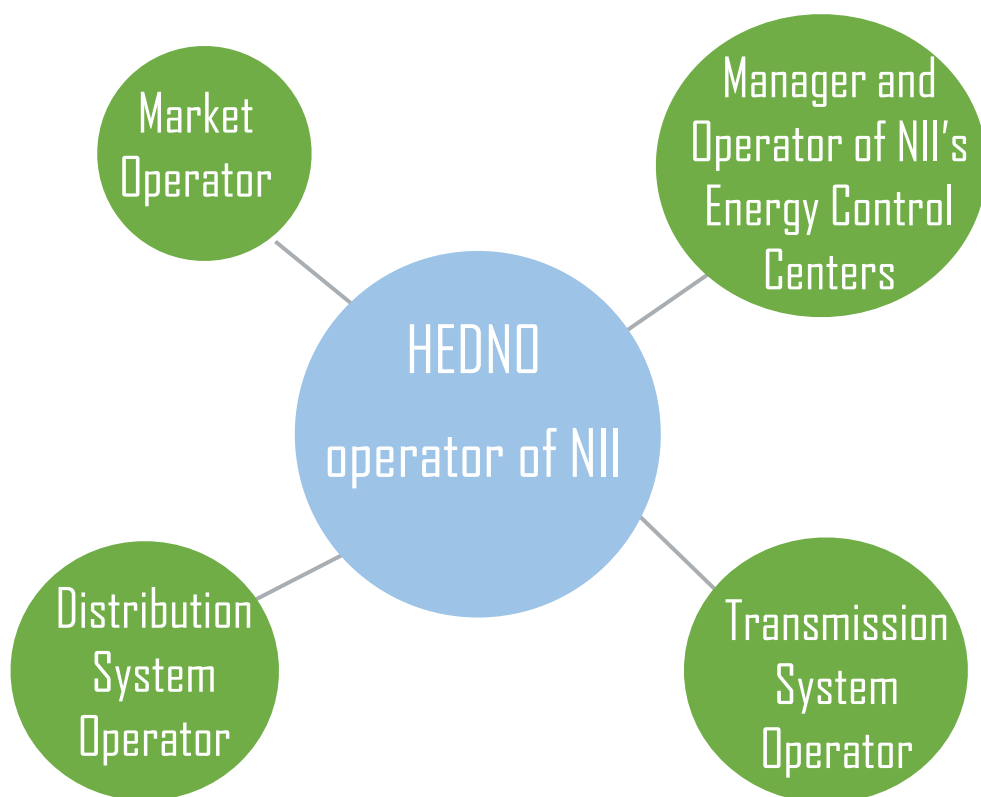 Market
Operator
Manager and
Operator of NII's
Energy Control
Centers
HEDNO
operator of NII
Distribution
System
Operator
Transmission
System
Operator